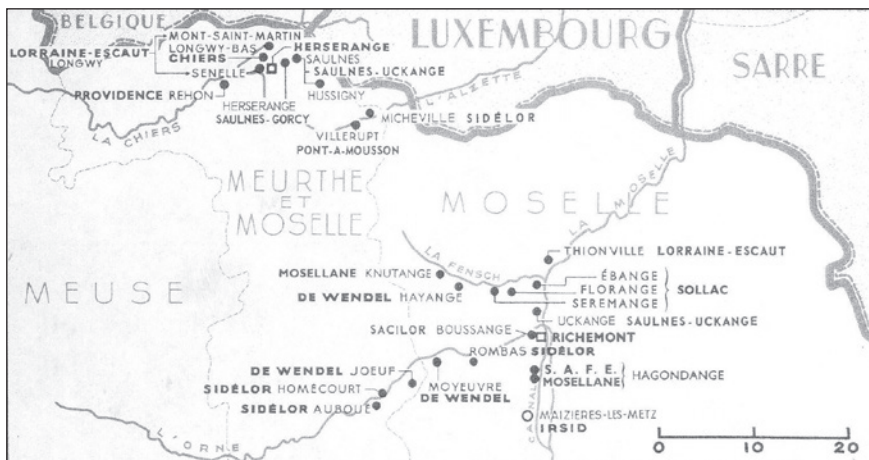 BELGIQUE
LUXEMBOURG
SARRE
MONT-SAINT-MARTIN
LORRAINE-ESCAUT
LONGWY
LONGWY-BAS
CHIERS
SENELLE
HERSERANGE
SAULNES
SAULNES-UCKANGE
PROVIDENCE REHON
HERSERANGE
SAULNES-GORCY
HUSSIGNY
L'ALZETTE
LA CHIERS
MICHEVILLE SIDÉLOR
VILLERUPT
PONT-A-MOUSSON
MEURTHE
ET
MOSELLE
MOSELLE
LA MOSELLE
MEUSE
LA FENSCH
THIONVILLE LORRAINE-ESCAUT
MOSELLANE KNUTANGE
DE WENDEL HAYANGE
ÉBANGE
FLORANGE
SEREMANGE
SOLLAC
UCKANGE SAULNES-UCKANGE
SACILOR BOUSSANGE
RICHEMONT
ROMBAS SIDÉLOR
DE WENDEL JOEUF
MOYEUVRE
DE WENDEL
SIDÉLOR HOMÉCOURT
SIDÉLOR AUBOUÉ
S. A. F. E.
MOSELLANE
HAGONDANGE
CANAL
MAIZIÈRES-LES-METZ
IRSID
L'ORNE
0 10 20